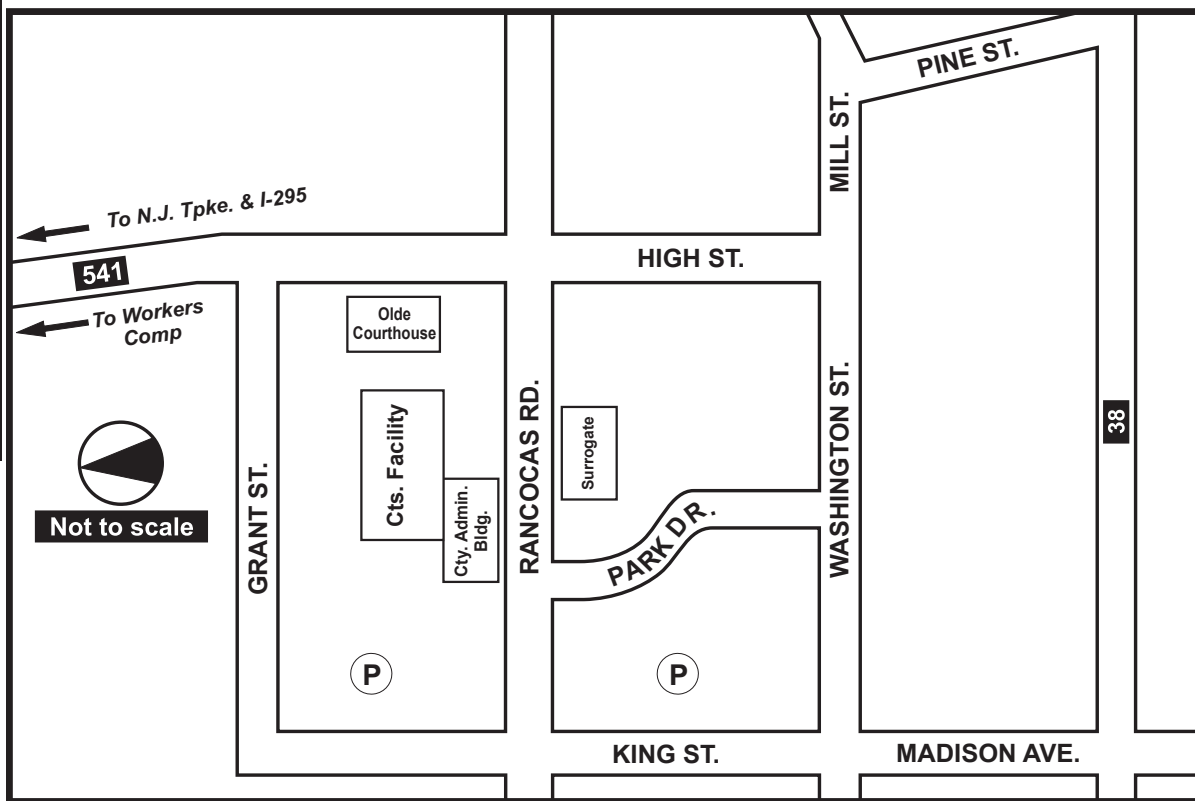 PINE ST.
MILL ST.
To N.J. Tpke. & I-295
541
HIGH ST.
To Workers
Comp
Olde
Courthouse
Cts. Facility
Cty. Admin.
Bldg.
RANCOCAS RD.
Surrogate
WASHINGTON ST.
38
Not to scale
GRANT ST.
PARK DR.
P
P
KING ST.
MADISON AVE.